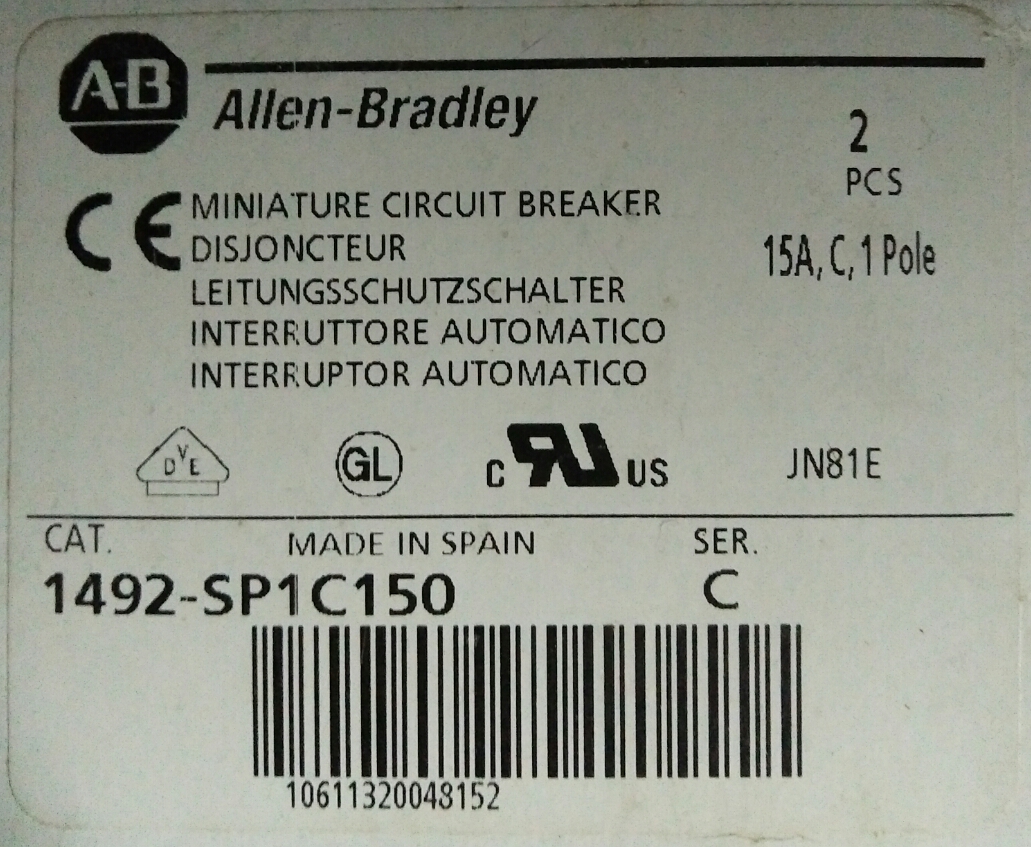 A-B Allen-Bradley
2
PCS
CE MINIATURE CIRCUIT BREAKER
DISJONCTEUR
15A, C, 1 Pole
LEITUNGSSCHUTZSCHALTER
INTERRUTTORE AUTOMATICO
INTERRUPTOR AUTOMATICO
DVE
GL
C RU US
JN81E
CAT. MADE IN SPAIN SER.
1492-SP1C150 C
10611320048152